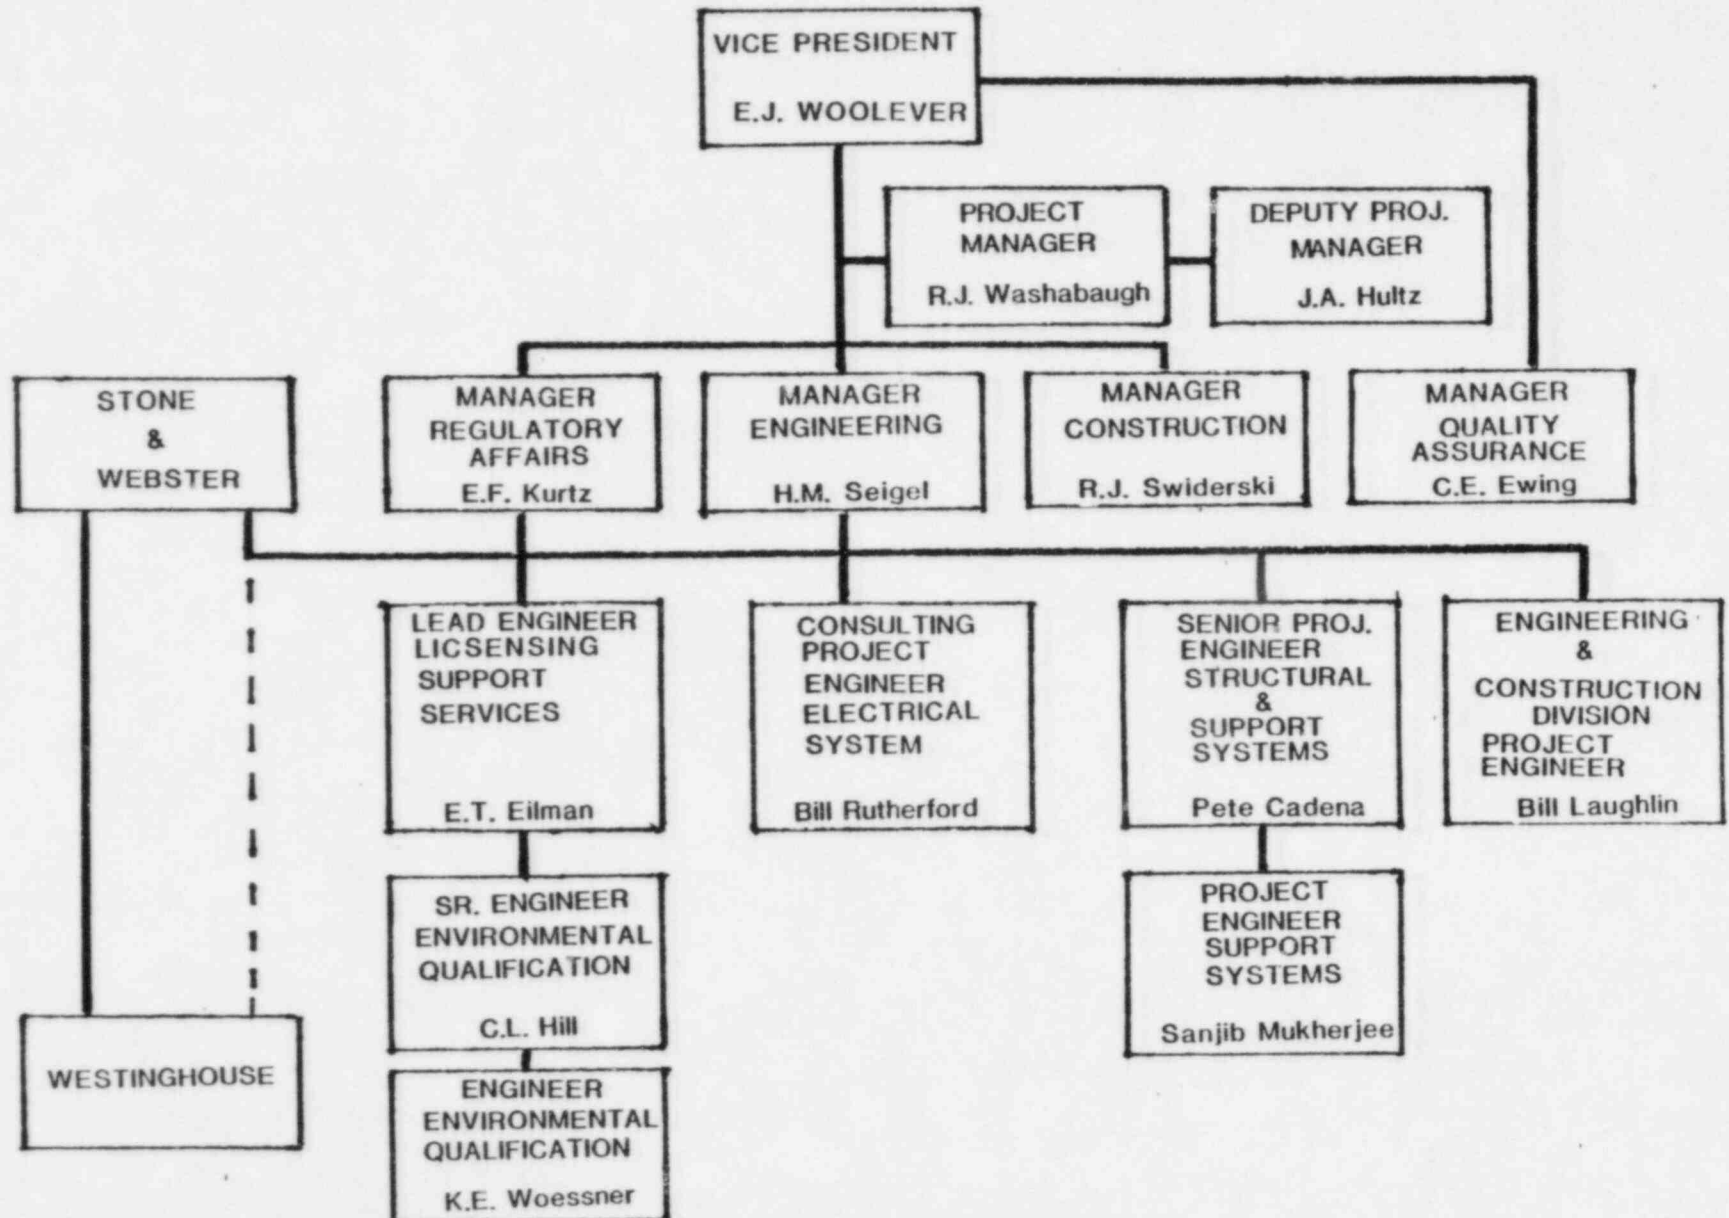 VICE PRESIDENT
E.J. WOOLEVER
PROJECT
MANAGER
R.J. Washabaugh
DEPUTY PROJ.
MANAGER
J.A. Hultz
STONE
&
WEBSTER
MANAGER
REGULATORY
AFFAIRS
E.F. Kurtz
MANAGER
ENGINEERING
H.M. Seigel
MANAGER
CONSTRUCTION
R.J. Swiderski
MANAGER
QUALITY
ASSURANCE
C.E. Ewing
LEAD ENGINEER
LICSENSING
SUPPORT
SERVICES
E.T. Eilman
CONSULTING
PROJECT
ENGINEER
ELECTRICAL
SYSTEM
Bill Rutherford
SENIOR PROJ.
ENGINEER
STRUCTURAL
&
SUPPORT
SYSTEMS
Pete Cadena
ENGINEERING
&
CONSTRUCTION
DIVISION
PROJECT
ENGINEER
Bill Laughlin
SR. ENGINEER
ENVIRONMENTAL
QUALIFICATION
C.L. Hill
PROJECT
ENGINEER
SUPPORT
SYSTEMS
Sanjib Mukherjee
WESTINGHOUSE
ENGINEER
ENVIRONMENTAL
QUALIFICATION
K.E. Woessner